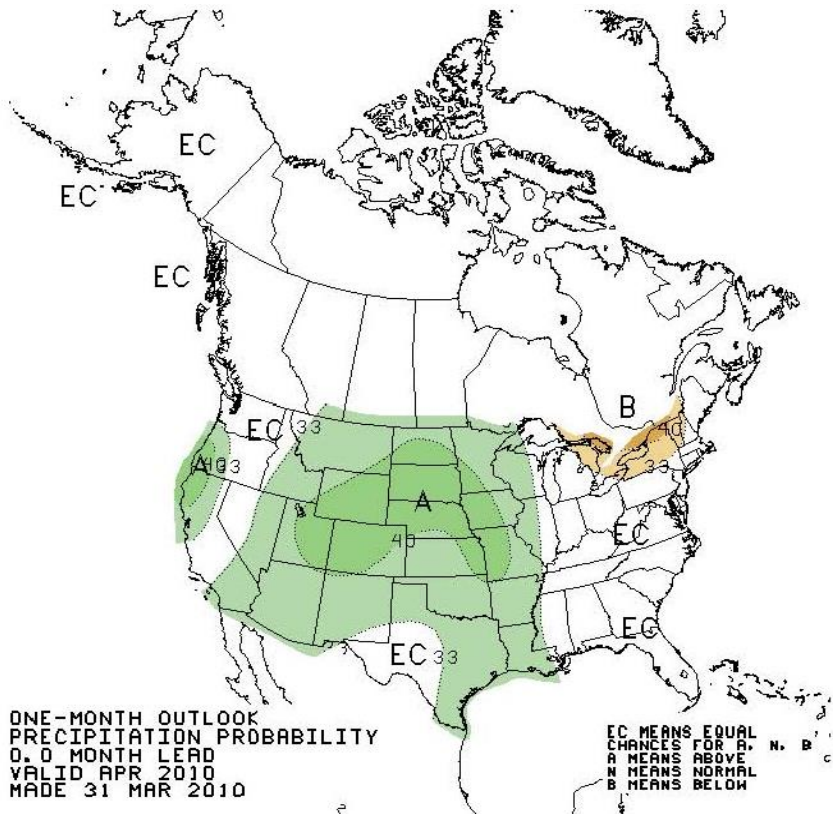 EC
EC
EC
B
EC 33
40
A 40 33
33
A
EC
40
EC
EC 33
33
ONE-MONTH OUTLOOK
PRECIPITATION PROBABILITY
0.0 MONTH LEAD
VALID APR 2010
MADE 31 MAR 2010
EC MEANS EQUAL
CHANCES FOR A, N, B
A MEANS ABOVE
N MEANS NORMAL
B MEANS BELOW